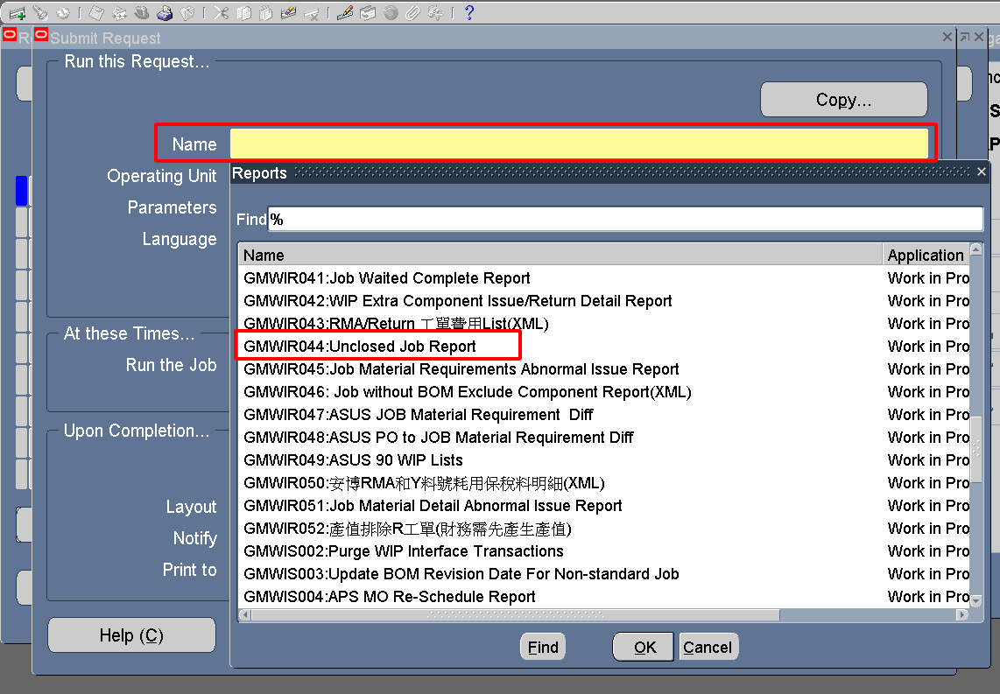 Submit Request
Run this Request...
Copy...
Name
Operating Unit
Parameters
Language
Reports
Find %
Name Application
GMWIR041:Job Waited Complete Report Work in Pro
GMWIR042:WIP Extra Component Issue/Return Detail Report Work in Pro
GMWIR043:RMA/Return 工單費用List(XML) Work in Pro
GMWIR044:Unclosed Job Report Work in Pro
GMWIR045:Job Material Requirements Abnormal Issue Report Work in Pro
GMWIR046: Job without BOM Exclude Component Report(XML) Work in Pro
GMWIR047:ASUS JOB Material Requirement  Diff Work in Pro
GMWIR048:ASUS PO to JOB Material Requirement Diff Work in Pro
GMWIR049:ASUS 90 WIP Lists Work in Pro
GMWIR050:安博RMA和Y料號耗用保稅料明細(XML) Work in Pro
GMWIR051:Job Material Detail Abnormal Issue Report Work in Pro
GMWIR052:產值排除R工單(財務需先產生產值) Work in Pro
GMWIS002:Purge WIP Interface Transactions Work in Pro
GMWIS003:Update BOM Revision Date For Non-standard Job Work in Pro
GMWIS004:APS MO Re-Schedule Report Work in Pro
Find OK Cancel
At these Times...
Run the Job
Upon Completion...
Layout
Notify
Print to
Help (C)